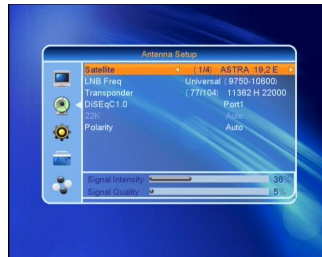 Antenna Setup
Satellite (1/4) ASTRA 19,2 E
LNB Freq Universal (9750-10600)
Transponder (77/104) 11362 H 22000
DiSEqC1.0 Port1
22K Auto
Polarity Auto
Signal Intensity 36%
Signal Quality 5%